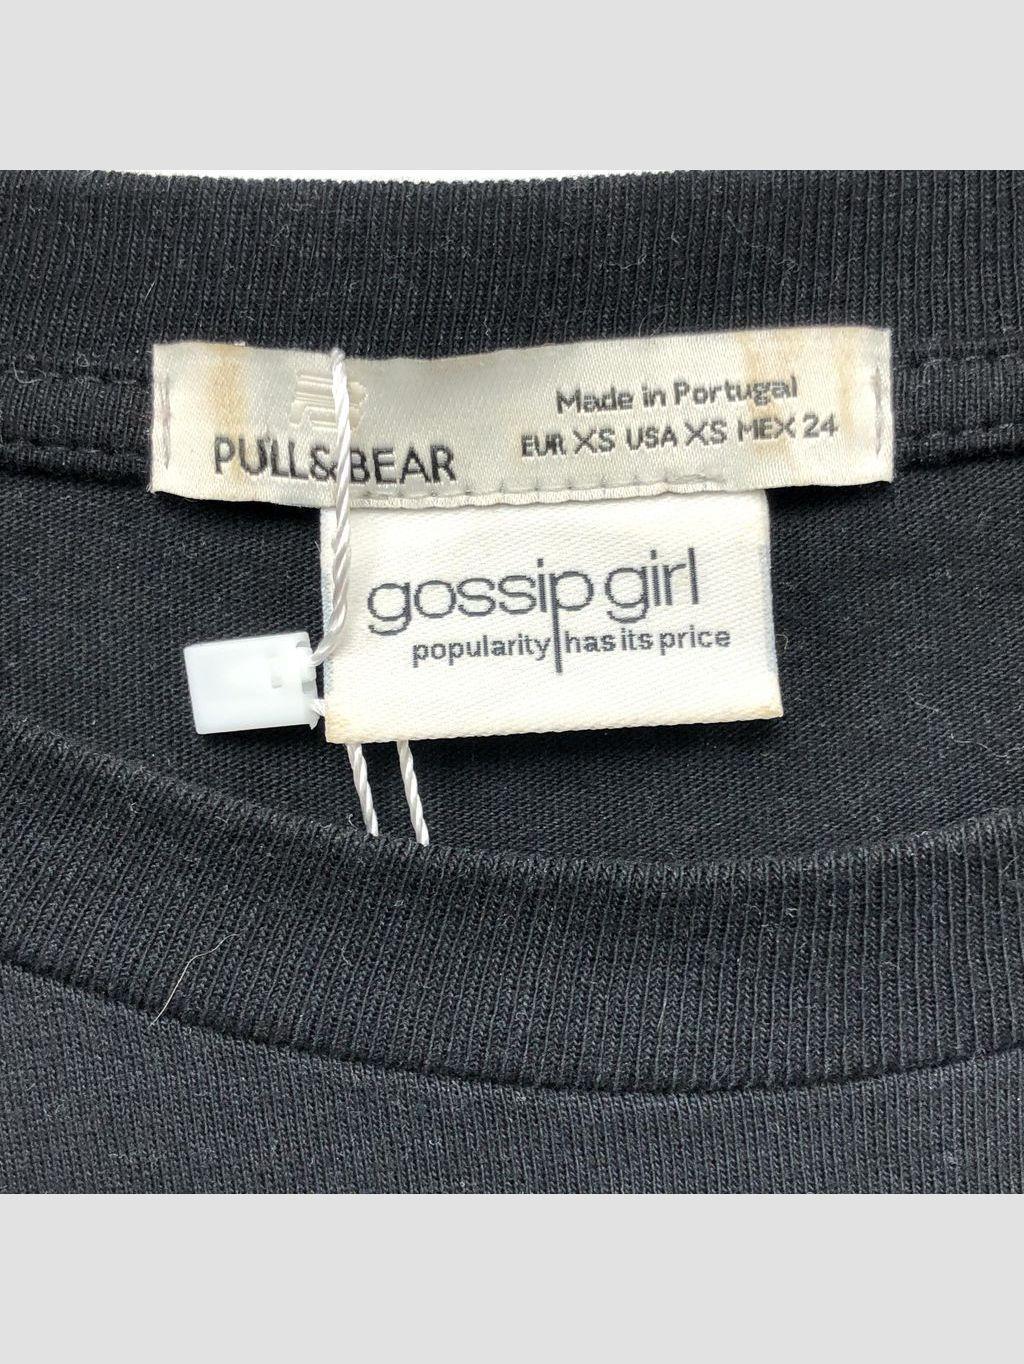 PULL&BEAR
Made in Portugal
EUR XS USA XS MEX 24
gossip girl
popularity has its price